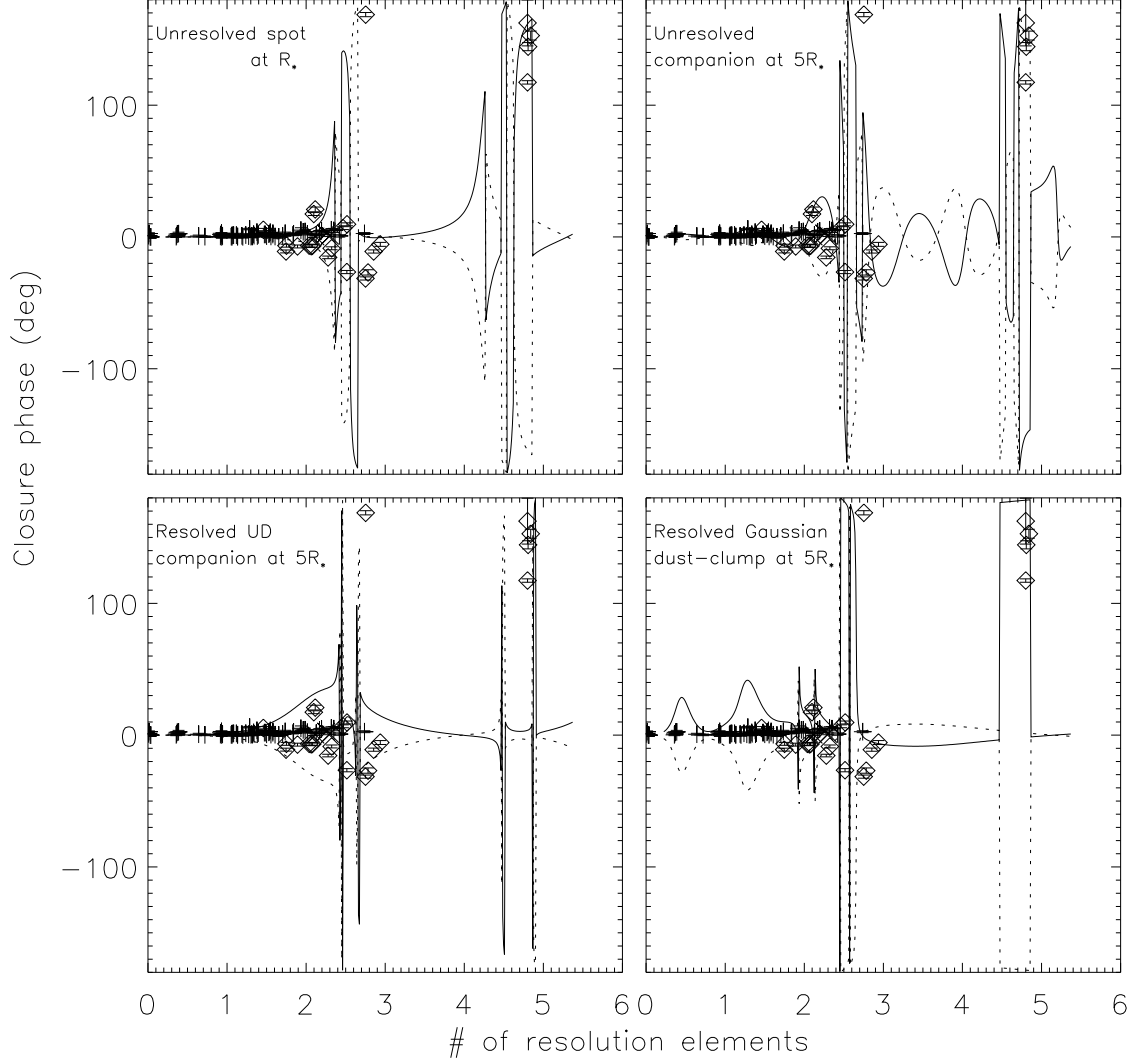 Unresolved spot
at R*
Unresolved
companion at 5R*
100
0
−100
Closure phase (deg)
Resolved UD
companion at 5R*
Resolved Gaussian
dust−clump at 5R*
100
0
−100
0 1 2 3 4 5 6
0 1 2 3 4 5 6
# of resolution elements